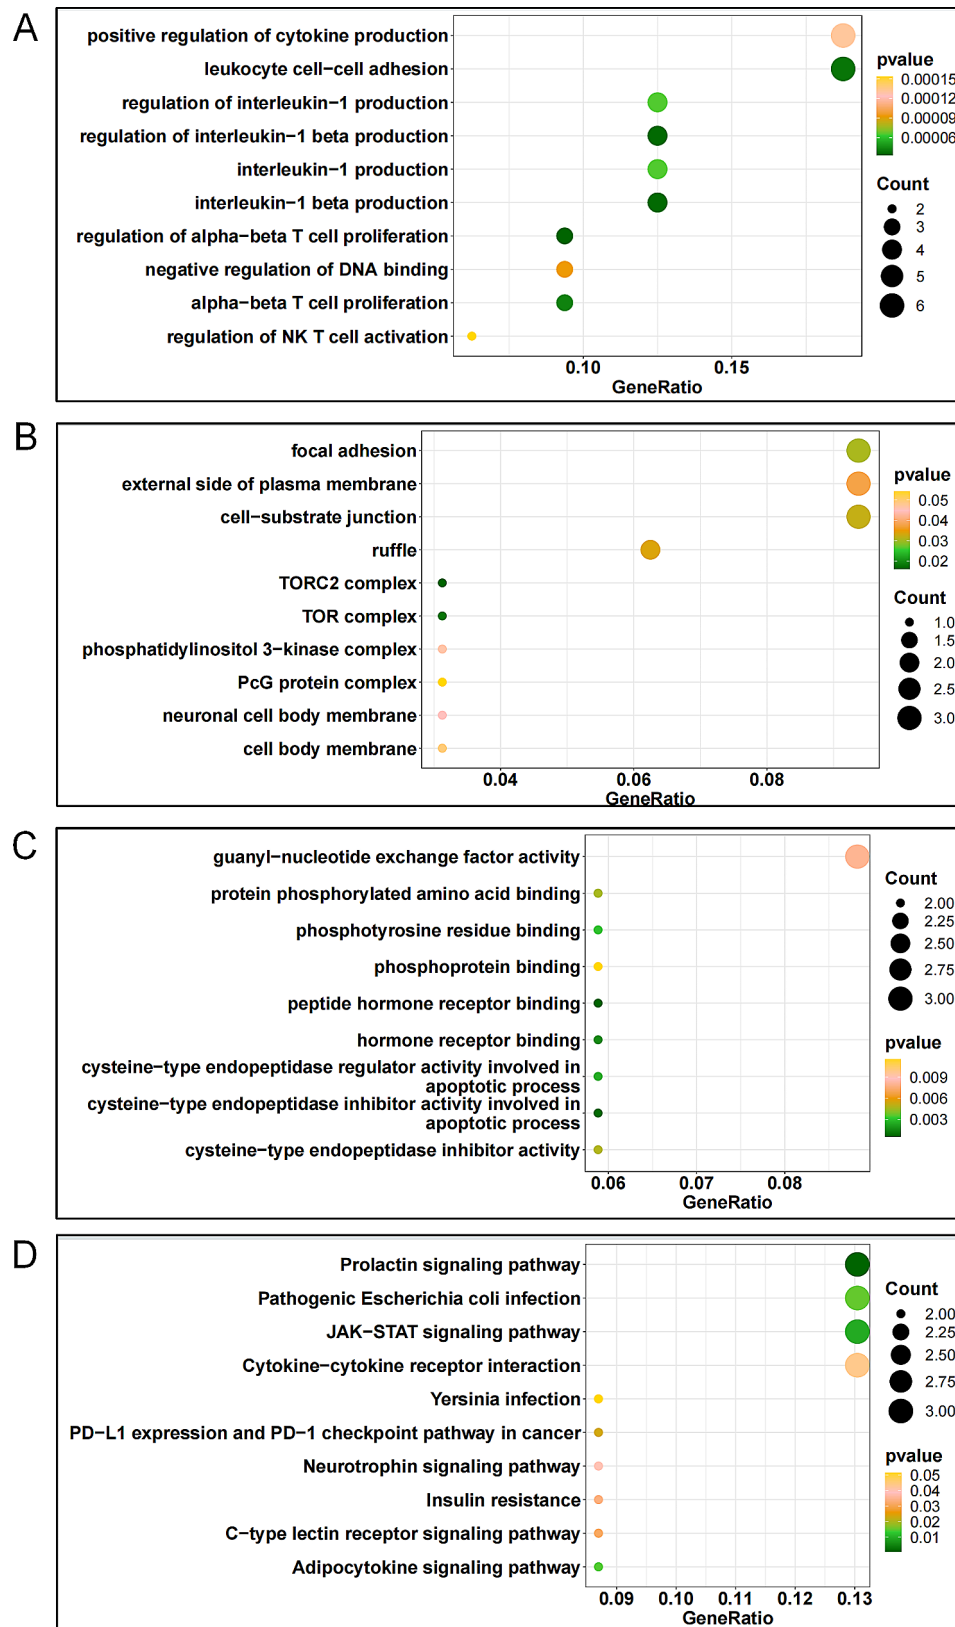 A
positive regulation of cytokine production
leukocyte cell−cell adhesion
regulation of interleukin−1 production
regulation of interleukin−1 beta production
interleukin−1 production
interleukin−1 beta production
regulation of alpha−beta T cell proliferation
negative regulation of DNA binding
alpha−beta T cell proliferation
regulation of NK T cell activation
0.10 0.15
GeneRatio
pvalue
0.00015
0.00012
0.00009
0.00006
Count
2
3
4
5
6
B
focal adhesion
external side of plasma membrane
cell−substrate junction
ruffle
TORC2 complex
TOR complex
phosphatidylinositol 3−kinase complex
PcG protein complex
neuronal cell body membrane
cell body membrane
0.04 0.06 0.08
GeneRatio
pvalue
0.05
0.04
0.03
0.02
Count
1.0
1.5
2.0
2.5
3.0
C
guanyl−nucleotide exchange factor activity
protein phosphorylated amino acid binding
phosphotyrosine residue binding
phosphoprotein binding
peptide hormone receptor binding
hormone receptor binding
cysteine−type endopeptidase regulator activity involved in
apoptotic process
cysteine−type endopeptidase inhibitor activity involved in
apoptotic process
cysteine−type endopeptidase inhibitor activity
0.06 0.07 0.08
GeneRatio
Count
2.00
2.25
2.50
2.75
3.00
pvalue
0.009
0.006
0.003
D
Prolactin signaling pathway
Pathogenic Escherichia coli infection
JAK−STAT signaling pathway
Cytokine−cytokine receptor interaction
Yersinia infection
PD−L1 expression and PD−1 checkpoint pathway in cancer
Neurotrophin signaling pathway
Insulin resistance
C−type lectin receptor signaling pathway
Adipocytokine signaling pathway
0.09 0.10 0.11 0.12 0.13
GeneRatio
Count
2.00
2.25
2.50
2.75
3.00
pvalue
0.05
0.04
0.03
0.02
0.01